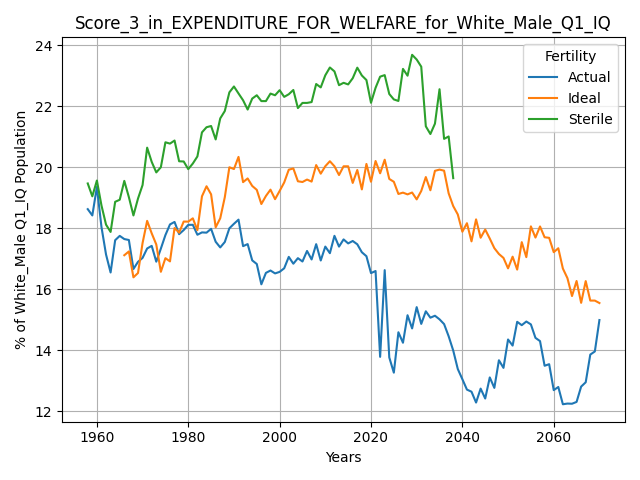 Score_3_in_EXPENDITURE_FOR_WELFARE_for_White_Male_Q1_IQ
% of White_Male Q1_IQ Population
24
22
20
18
16
14
12
Fertility
Actual
Ideal
Sterile
1960 1980 2000 2020 2040 2060
Years